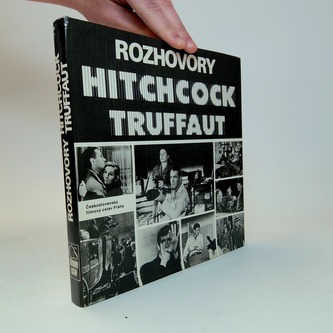 ROZHOVORY
HITCHCOCK
TRUFFAUT
Československý
filmový ústav Praha
ROZHOVORY HITCHCOCK
TRUFFAUT